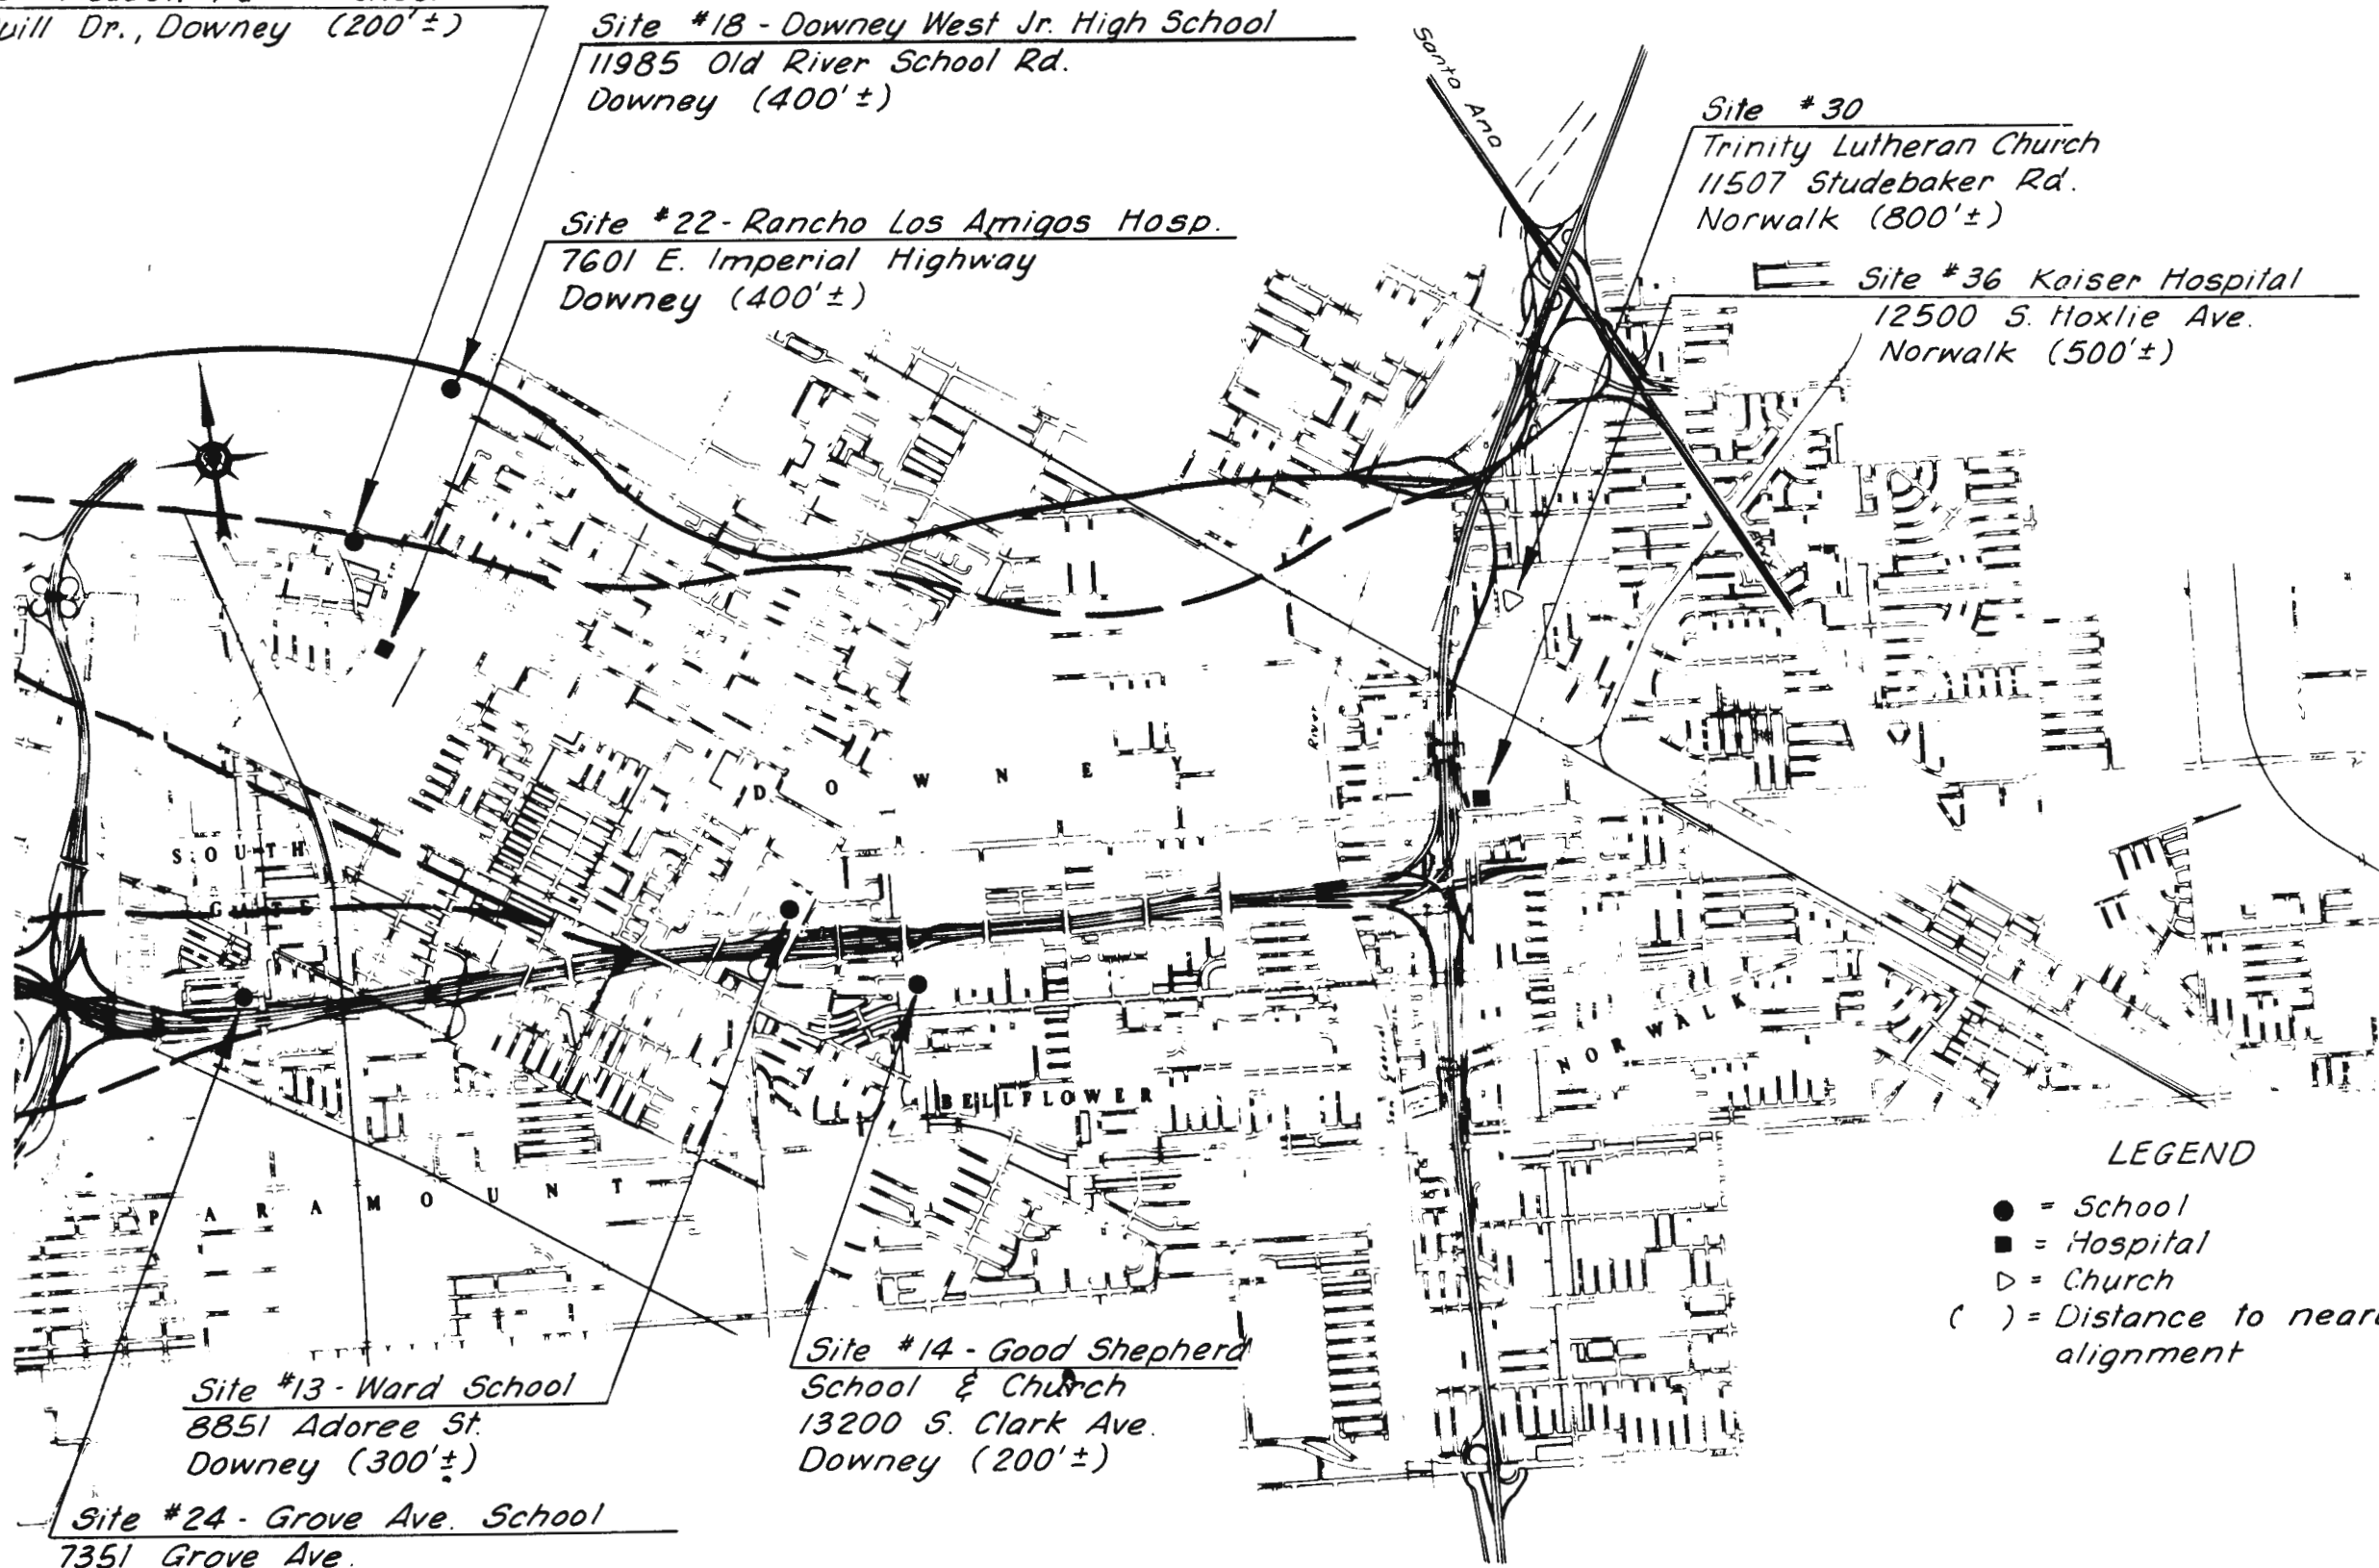 Dr., Downey (200'±)
Site #18 - Downey West Jr. High School
11985 Old River School Rd.
Downey (400'±)
Santa Ana
Site #30
Trinity Lutheran Church
11507 Studebaker Rd.
Norwalk (800'±)
Site #22 - Rancho Los Amigos Hosp.
7601 E. Imperial Highway
Downey (400'±)
Site #36 Kaiser Hospital
12500 S. Hoxlie Ave.
Norwalk (500'±)
River
DOWNEY
SOUTH
GATE
NORWALK
San Gabriel
BELLFLOWER
PARAMOUNT
LEGEND
● = School
■ = Hospital
▷ = Church
( ) = Distance to
alignment
Site #14 - Good Shepherd
School & Church
13200 S. Clark Ave.
Downey (200'±)
Site #13 - Ward School
8851 Adoree St.
Downey (300'±)
Site #24 - Grove Ave. School
7351 Grove Ave.